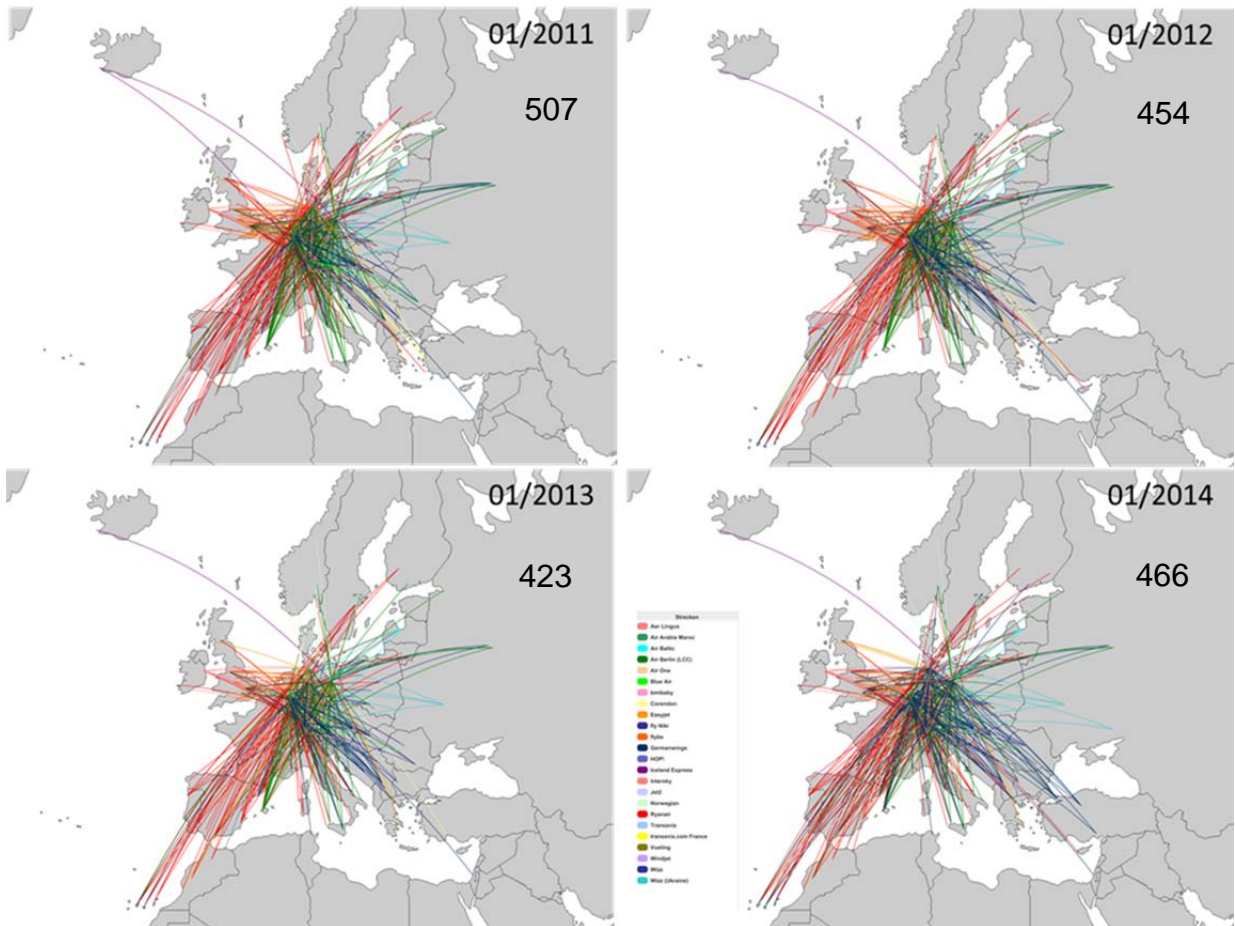 01/2011
507
01/2012
454
01/2013
423
01/2014
466
Strecken
Aer Lingus
Air Arabia Maroc
Air Baltic
Air Berlin (LCC)
Air One
Blue Air
bmibaby
Corendon
Easyjet
fly Niki
flybe
Germanwings
HOP!
Iceland Express
Intersky
Jet2
Norwegian
Ryanair
Transavia
transavia.com France
Vueling
Windjet
Wizz
Wizz (Ukraine)